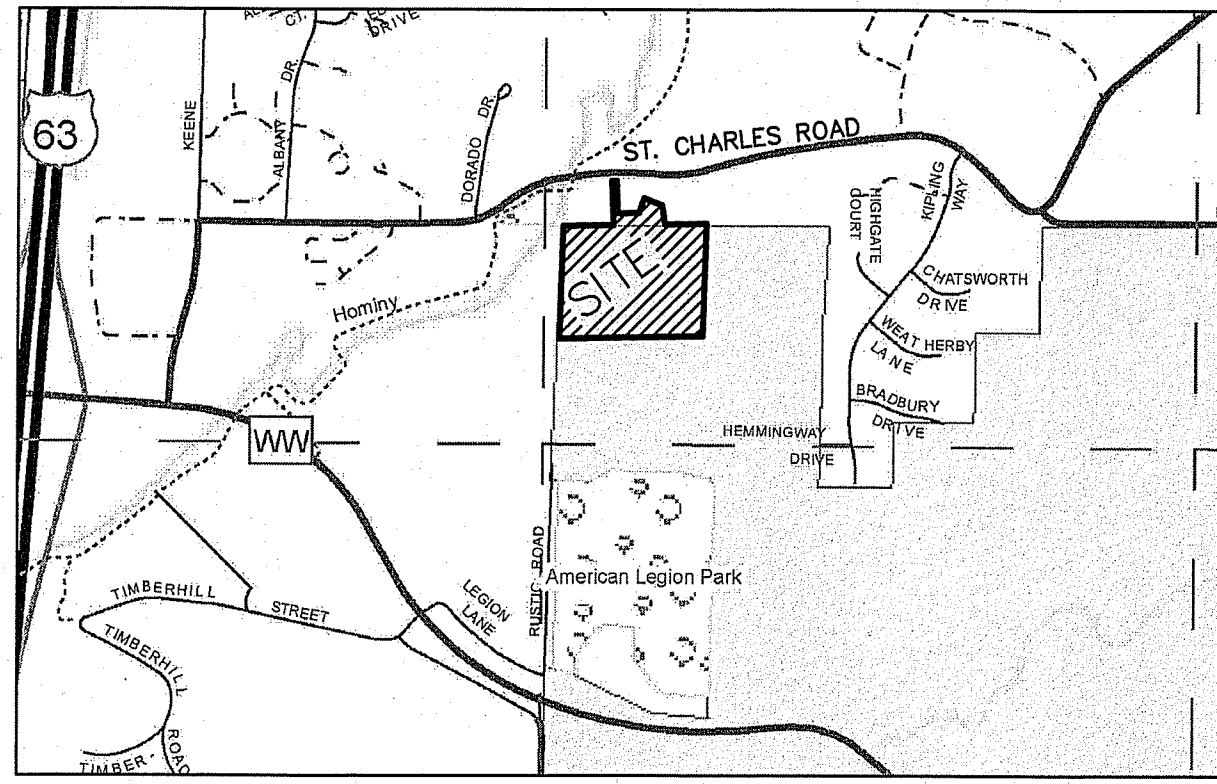 CT.
DRIVE
63
KEENE
ALBANY DR.
DORADO DR.
ST. CHARLES ROAD
KIPLING
WAY
HIGHGATE
COURT
SITE
CHATSWORTH
DRIVE
Hominy
WEATHERBY
LANE
BRADBURY
DRIVE
WW
HEMMINGWAY
DRIVE
RUSTIC ROAD
American Legion Park
LEGION
LANE
TIMBERHILL
STREET
TIMBERHILL
ROAD
TIMBER-